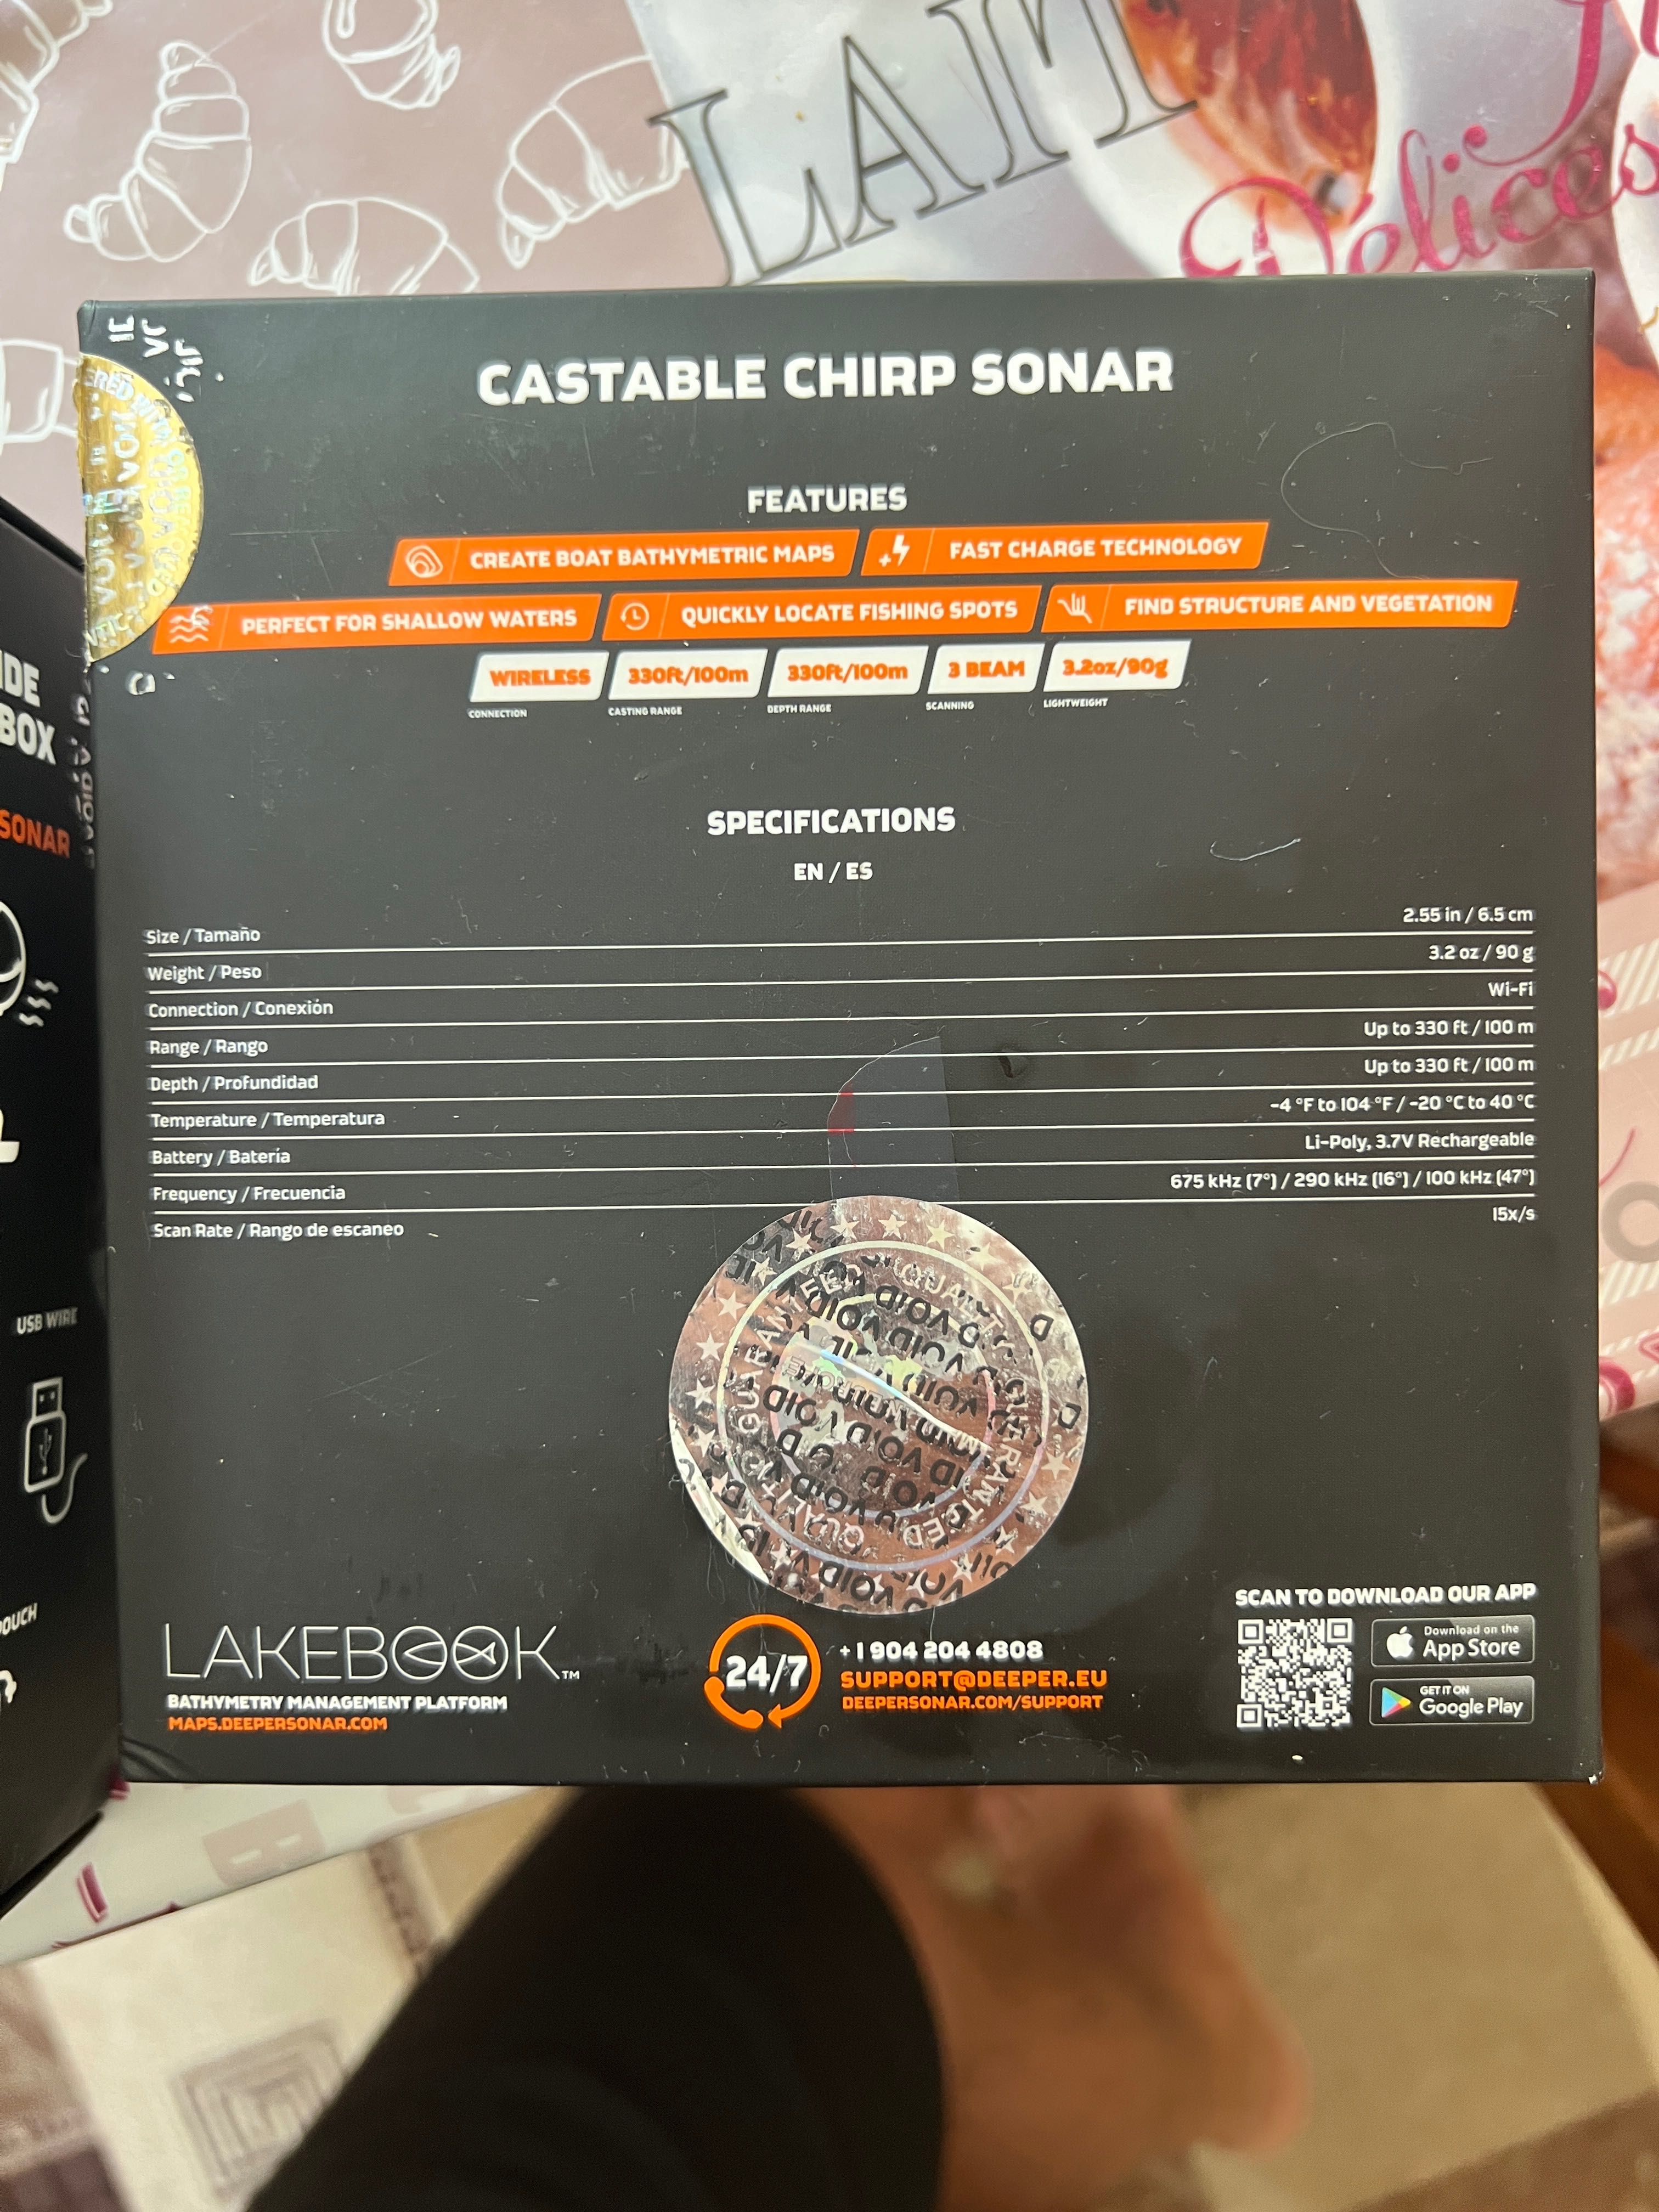 LAIT
Délices
CASTABLE CHIRP SONAR
FEATURES
CREATE BOAT BATHYMETRIC MAPS
FAST CHARGE TECHNOLOGY
PERFECT FOR SHALLOW WATERS
QUICKLY LOCATE FISHING SPOTS
FIND STRUCTURE AND VEGETATION
WIRELESS
CONNECTION
330ft/100m
CASTING RANGE
330ft/100m
DEPTH RANGE
3 BEAM
SCANNING
3.2oz/90g
LIGHTWEIGHT
BOX
SONAR
USB WIRE
SPECIFICATIONS
EN / ES
Size / Tamaño 2.55 in / 6.5 cm
Weight / Peso 3.2 oz / 90 g
Connection / Conexión Wi-Fi
Range / Rango Up to 330 ft / 100 m
Depth / Profundidad Up to 330 ft / 100 m
Temperature / Temperatura -4 °F to 104 °F / -20 °C to 40 °C
Battery / Batería Li-Poly, 3.7V Rechargeable
Frequency / Frecuencia 675 kHz (7°) / 290 kHz (16°) / 100 kHz (47°)
Scan Rate / Rango de escaneo 15x/s
VOID
LAKEBOOK™
BATHYMETRY MANAGEMENT PLATFORM
MAPS.DEEPERSONAR.COM
24/7
+1 904 204 4808
SUPPORT@DEEPER.EU
DEEPERSONAR.COM/SUPPORT
SCAN TO DOWNLOAD OUR APP
Download on the
App Store
GET IT ON
Google Play